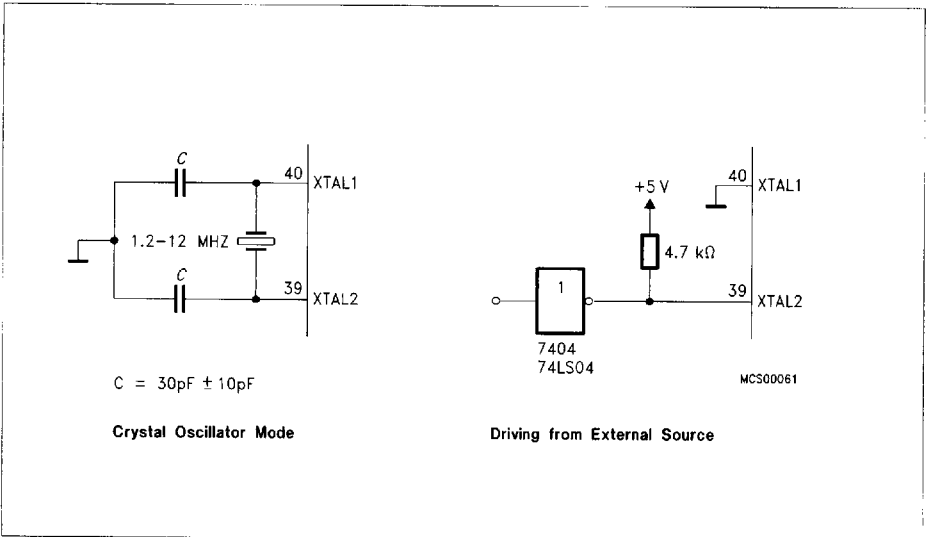 C
40 XTAL1
1.2-12 MHZ
C
39 XTAL2
C = 30pF ± 10pF
Crystal Oscillator Mode
+5 V
40 XTAL1
4.7 kΩ
1
39 XTAL2
7404
74LS04
MCS00061
Driving from External Source